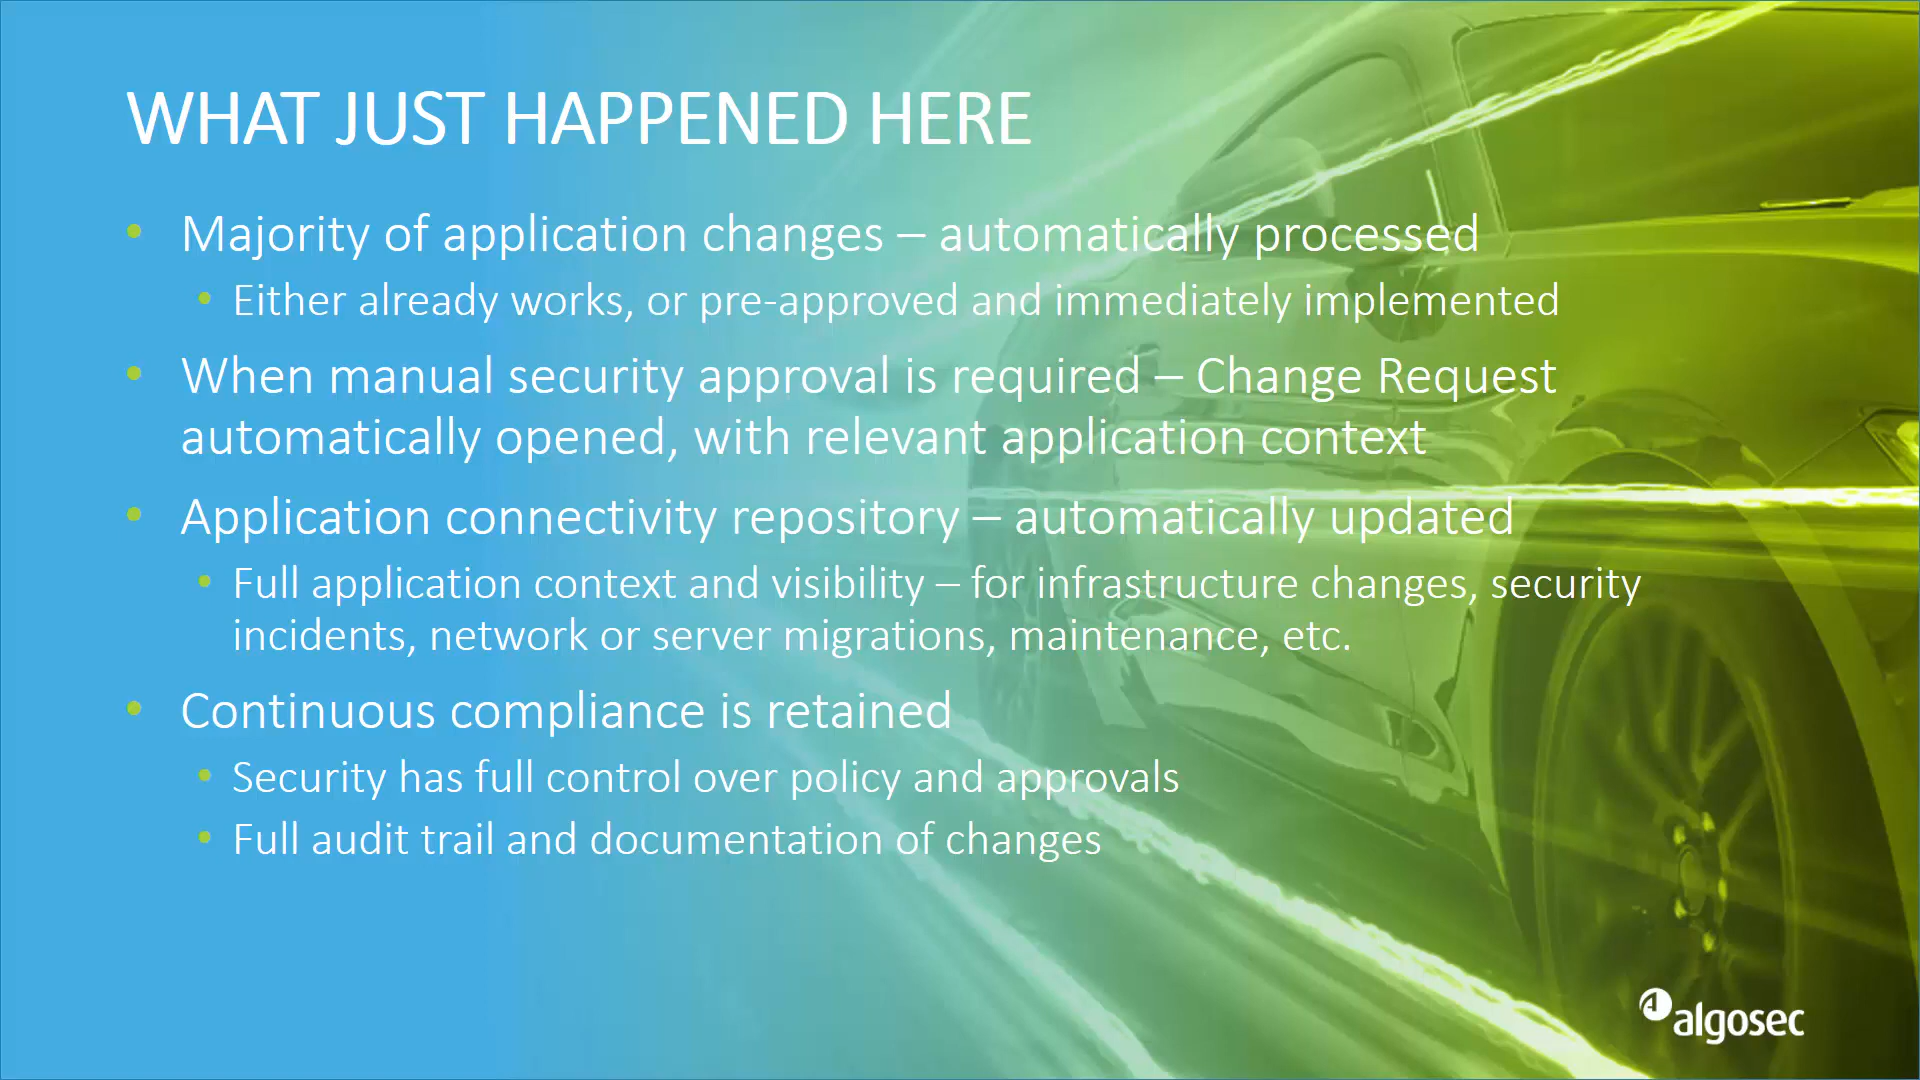 WHAT JUST HAPPENED HERE
• Majority of application changes – automatically processed
• Either already works, or pre-approved and immediately implemented
• When manual security approval is required – Change Request
automatically opened, with relevant application context
• Application connectivity repository – automatically updated
• Full application context and visibility – for infrastructure changes, security
incidents, network or server migrations, maintenance, etc.
• Continuous compliance is retained
• Security has full control over policy and approvals
• Full audit trail and documentation of changes
algosec